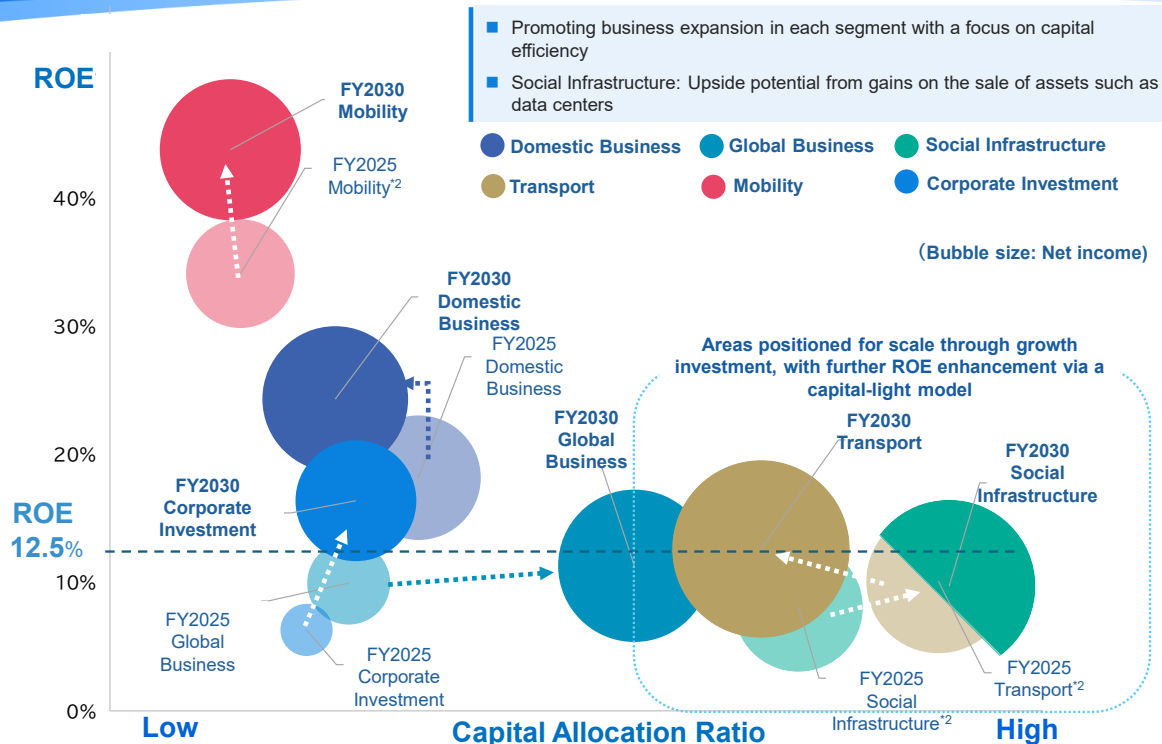 Promoting business expansion in each segment with a focus on capital
efficiency
Social Infrastructure: Upside potential from gains on the sale of assets such as
data centers
ROE
FY2030
Mobility
FY2025
Mobility*2
Domestic Business
Global Business
Social Infrastructure
Transport
Mobility
Corporate Investment
(Bubble size: Net income)
40%
30%
20%
10%
0%
FY2030
Domestic
Business
FY2025
Domestic
Business
Areas positioned for scale through growth
investment, with further ROE enhancement via a
capital-light model
FY2030
Global
Business
FY2030
Transport
FY2030
Social
Infrastructure
FY2030
Corporate
Investment
ROE
12.5%
FY2025
Global
Business
FY2025
Corporate
Investment
FY2025
Social
Infrastructure*2
FY2025
Transport*2
Low
Capital Allocation Ratio
High